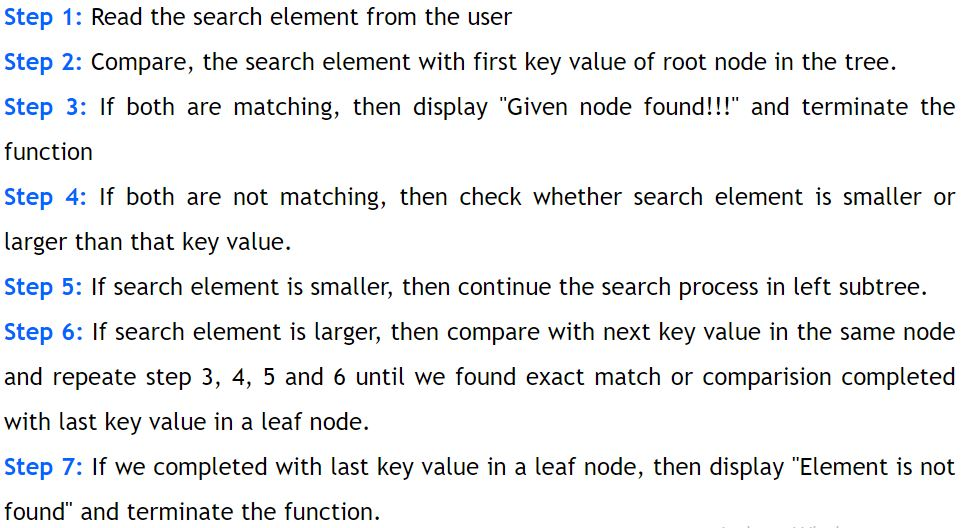 Step 1: Read the search element from the user
Step 2: Compare, the search element with first key value of root node in the tree.
Step 3: If both are matching, then display "Given node found!!!" and terminate the
function
Step 4: If both are not matching, then check whether search element is smaller or
larger than that key value.
Step 5: If search element is smaller, then continue the search process in left subtree.
Step 6: If search element is larger, then compare with next key value in the same node
and repeate step 3, 4, 5 and 6 until we found exact match or comparision completed
with last key value in a leaf node.
Step 7: If we completed with last key value in a leaf node, then display "Element is not
found" and terminate the function.